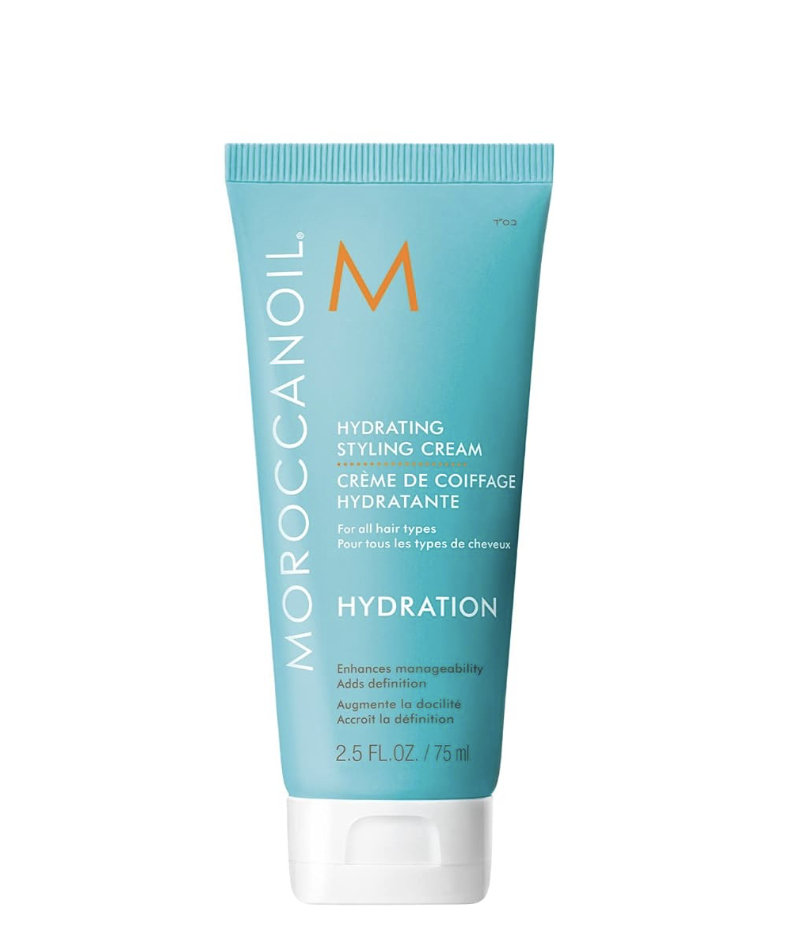 MOROCCANOIL®
M
בס"ד
HYDRATING
STYLING CREAM
CRÈME DE COIFFAGE
HYDRATANTE
For all hair types
Pour tous les types de cheveux
HYDRATION
Enhances manageability
Adds definition
Augmente la docilité
Accroît la définition
2.5 FL.OZ. / 75 ml